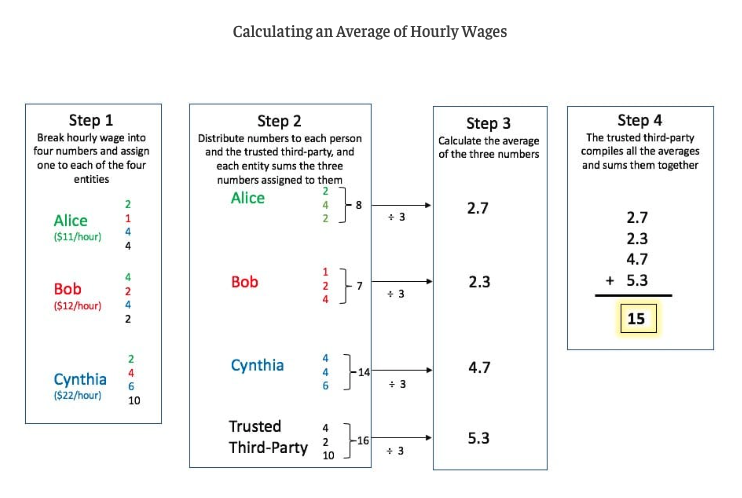 Calculating an Average of Hourly Wages
Step 1
Break hourly wage into
four numbers and assign
one to each of the four
entities
Alice
($11/hour)
2
1
4
4
Bob
($12/hour)
4
2
4
2
Cynthia
($22/hour)
2
4
6
10
Step 2
Distribute numbers to each person
and the trusted third-party, and
each entity sums the three
numbers assigned to them
Alice
2
4
2
8
÷ 3
Bob
1
2
4
7
÷ 3
Cynthia
4
4
6
14
÷ 3
Trusted
Third-Party
4
2
10
16
÷ 3
Step 3
Calculate the average
of the three numbers
2.7
2.3
4.7
5.3
Step 4
The trusted third-party
compiles all the averages
and sums them together
2.7
2.3
4.7
+ 5.3
15